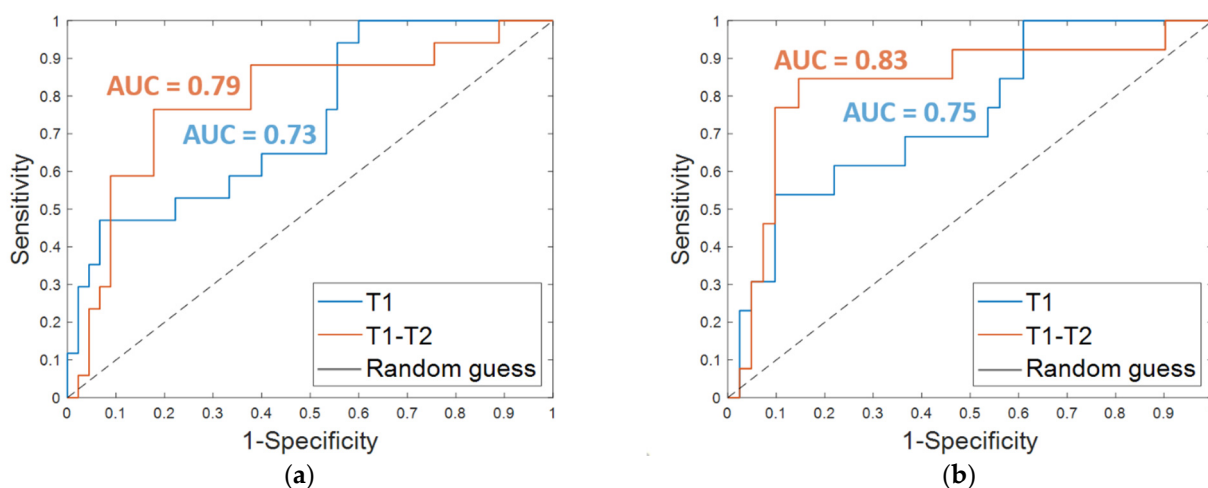 1
0.9
0.8
0.7
0.6
0.5
0.4
0.3
0.2
0.1
0
Sensitivity
AUC = 0.79
AUC = 0.73
T1
T1-T2
Random guess
0 0.1 0.2 0.3 0.4 0.5 0.6 0.7 0.8 0.9 1
1-Specificity
(a)
1
0.9
0.8
0.7
0.6
0.5
0.4
0.3
0.2
0.1
0
Sensitivity
AUC = 0.83
AUC = 0.75
T1
T1-T2
Random guess
0 0.1 0.2 0.3 0.4 0.5 0.6 0.7 0.8 0.9
1-Specificity
(b)